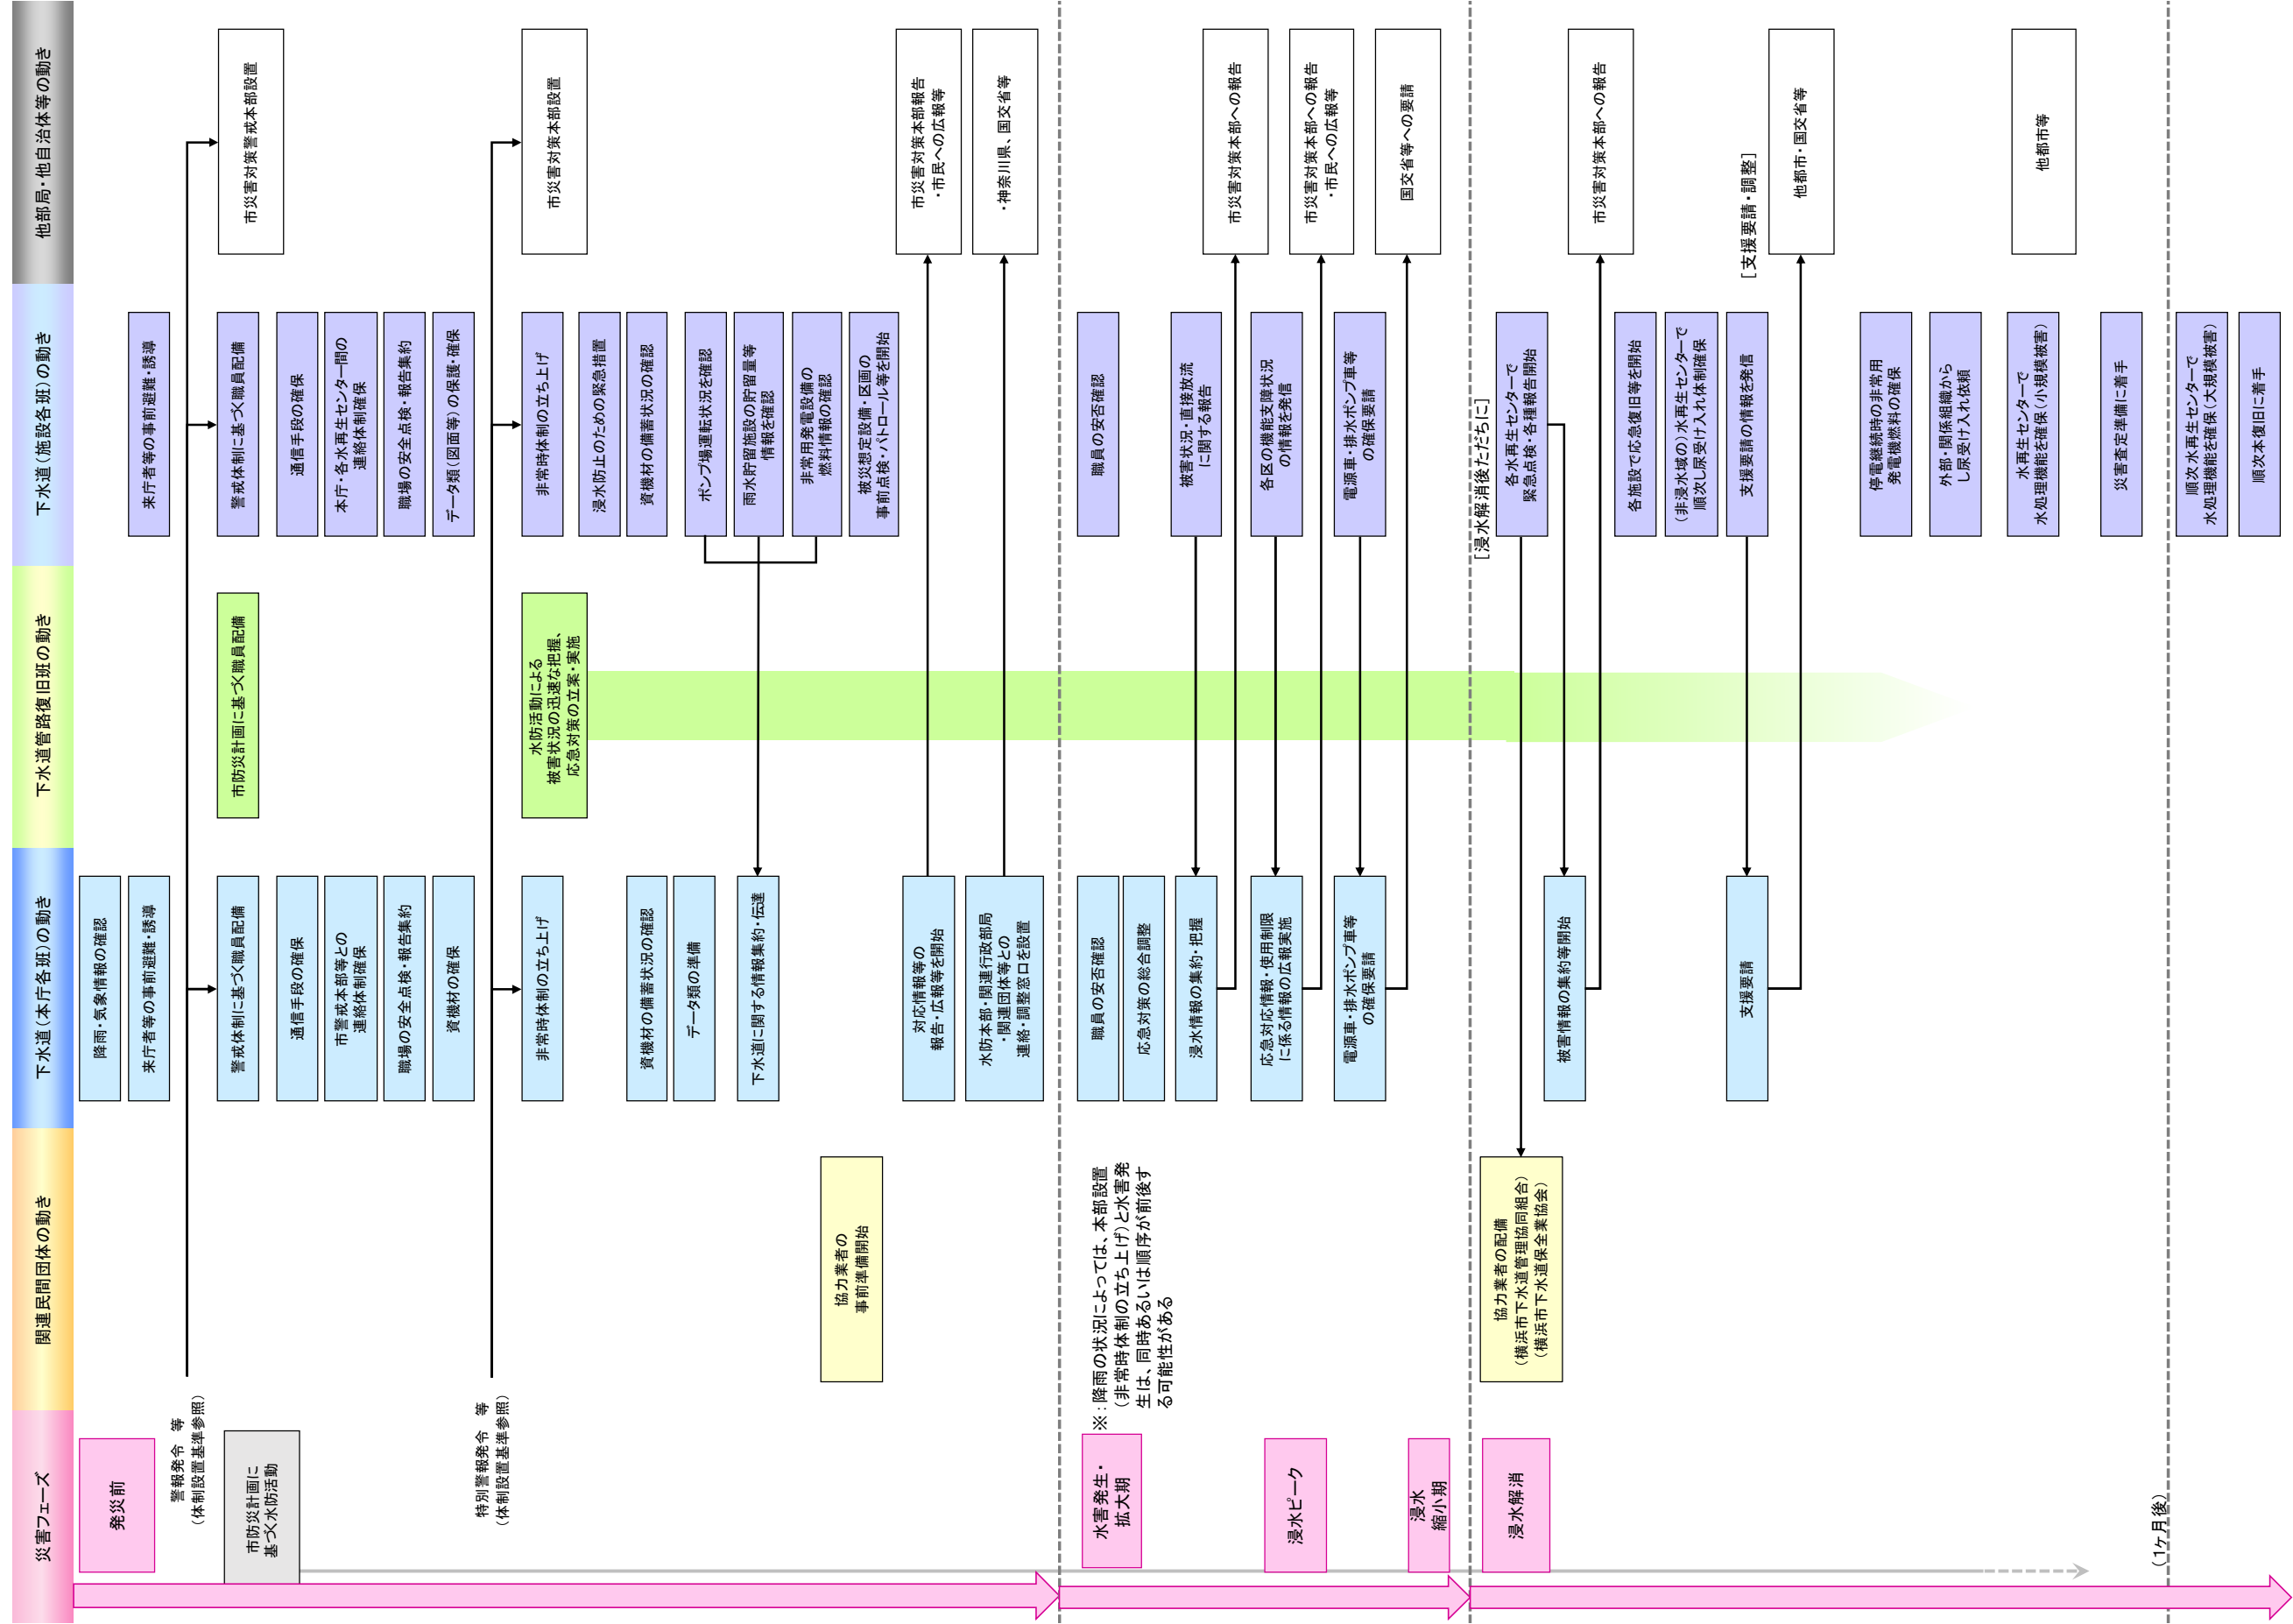 災害フェーズ
関連民間団体の動き
下水道(本庁各班)の動き
下水道管路復旧班の動き
下水道(施設各班)の動き
他部局・他自治体等の動き
発災前
降雨・気象情報の確認
来庁者等の事前避難・誘導
来庁者等の事前避難・誘導
警報発令 等
(体制設置基準参照)
市防災計画に
基づく水防活動
警戒体制に基づく職員配備
市防災計画に基づく職員配備
警戒体制に基づく職員配備
市災害対策警戒本部設置
通信手段の確保
通信手段の確保
市警戒本部等との
連絡体制確保
本庁・各水再生センター間の
連絡体制確保
職場の安全点検・報告集約
職場の安全点検・報告集約
資機材の確保
データ類(図面等)の保護・確保
特別警報発令 等
(体制設置基準参照)
非常時体制の立ち上げ
水防活動による
被害状況の迅速な把握、
応急対策の立案・実施
非常時体制の立ち上げ
市災害対策本部設置
浸水防止のための緊急措置
資機材の備蓄状況の確認
資機材の備蓄状況の確認
データ類の準備
ポンプ場運転状況を確認
下水道に関する情報集約・伝達
雨水貯留施設の貯留量等
情報を確認
非常用発電設備の
燃料情報の確認
協力業者の
事前準備開始
被災想定設備・区画の
事前点検・パトロール等を開始
対応情報等の
報告・広報等を開始
市災害対策本部報告
・市民への広報等
水防本部・関連行政部局
・関連団体等との
連絡・調整窓口を設置
・神奈川県、国交省等
水害発生・
拡大期
※:降雨の状況によっては、本部設置
(非常時体制の立ち上げ)と水害発
生は、同時あるいは順序が前後す
る可能性がある
職員の安否確認
職員の安否確認
応急対策の総合調整
浸水情報の集約・把握
被害状況・直接放流
に関する報告
市災害対策本部への報告
浸水ピーク
応急対応情報・使用制限
に係る情報の広報実施
各区の機能支障状況
の情報を発信
市災害対策本部への報告
・市民への広報等
電源車・排水ポンプ車等
の確保要請
電源車・排水ポンプ車等
の確保要請
国交省等への要請
浸水
縮小期
浸水解消
[浸水解消後ただちに]
協力業者の配備
(横浜市下水道管理協同組合)
(横浜市下水道保全業協会)
各水再生センターで
緊急点検・各種報告開始
被害情報の集約等開始
市災害対策本部への報告
各施設で応急復旧等を開始
(非浸水域の)水再生センターで
順次し尿受け入れ体制確保
支援要請
支援要請の情報を発信
[支援要請・調整]
他都市・国交省等
停電継続時の非常用
発電機燃料の確保
外部・関係組織から
し尿受け入れ依頼
水再生センターで
水処理機能を確保(小規模被害)
他都市等
災害査定準備に着手
(1ヶ月後)
順次水再生センターで
水処理機能を確保(大規模被害)
順次本復旧に着手